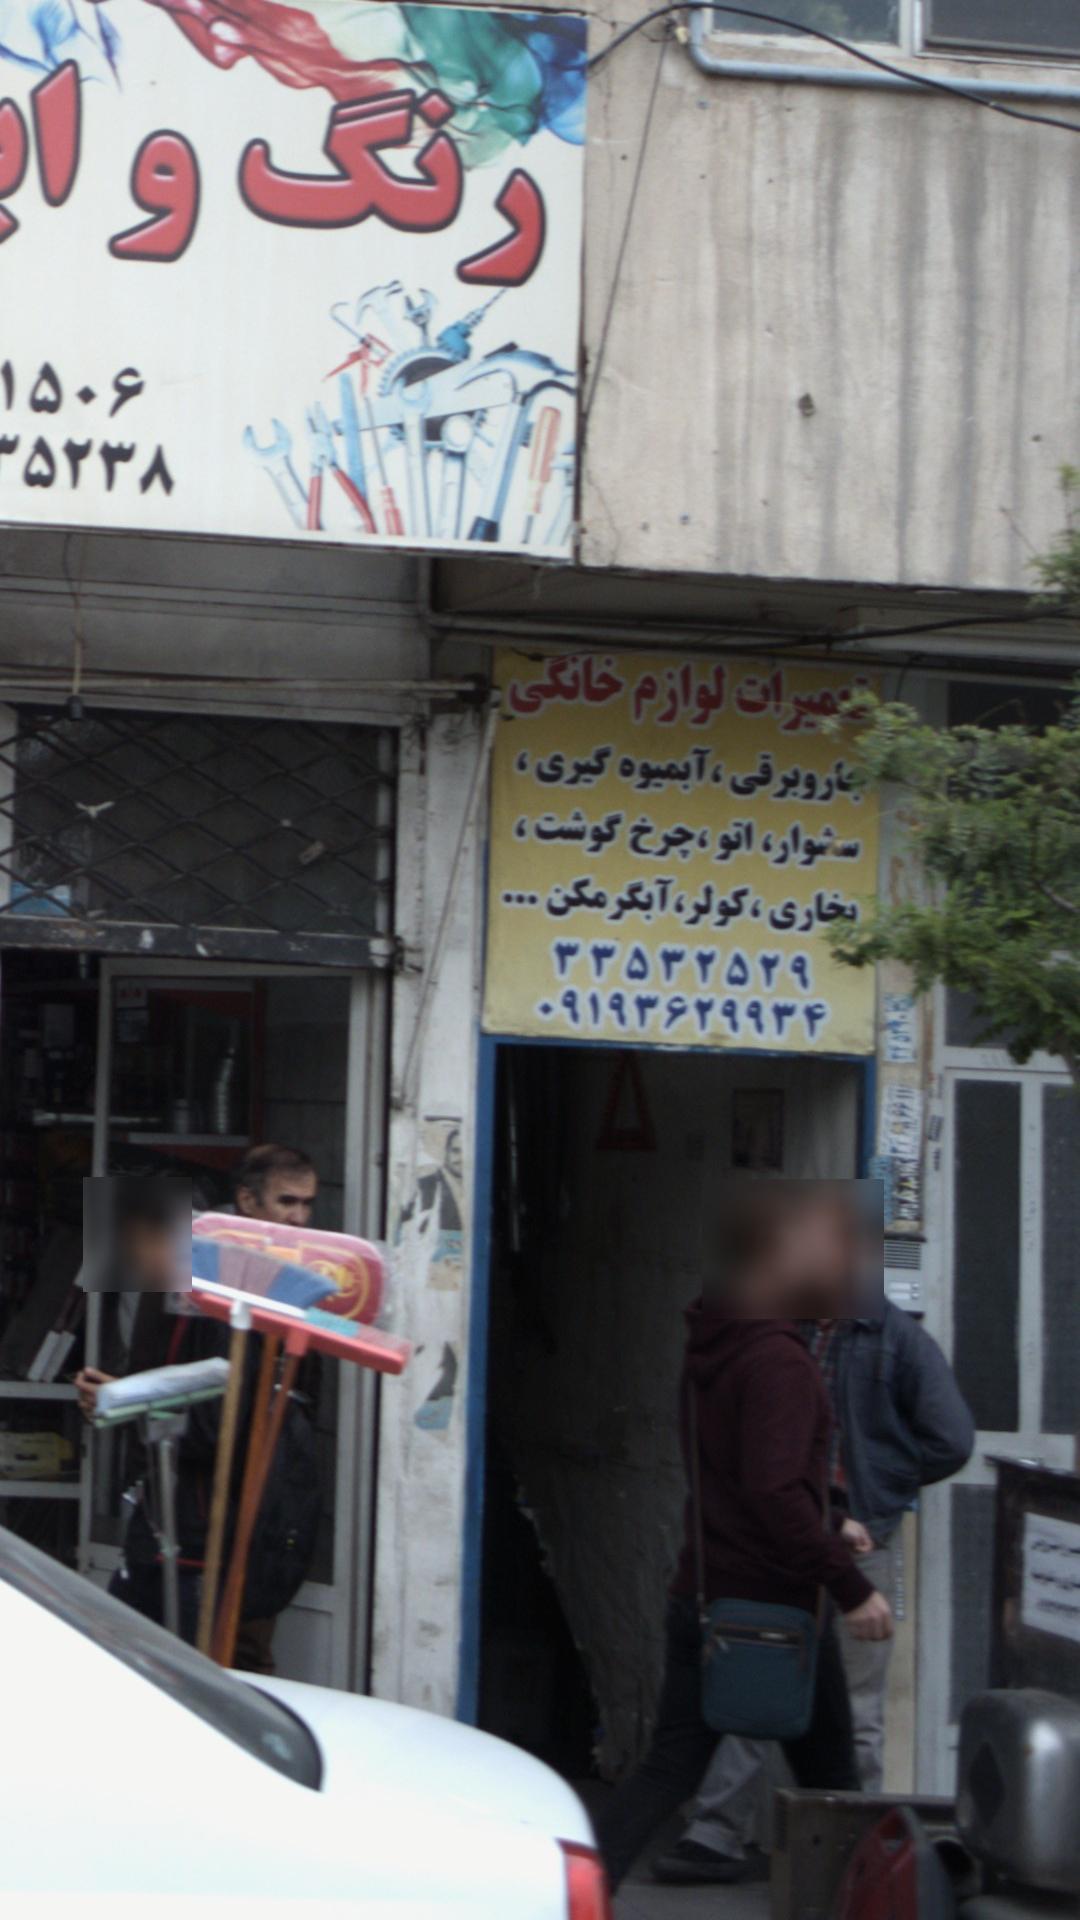 رنگ و
۱۵۰۶
۳۵۲۳۸
تعمیرات لوازم خانگی
جاروبرقی ،آبمیوه گیری ،
سشوار، اتو ،چرخ گوشت ،
بخاری ،کولر،آبگرمکن ...
۳۳۵۳۲۵۲۹
۰۹۱۹۳۶۲۹۹۳۴